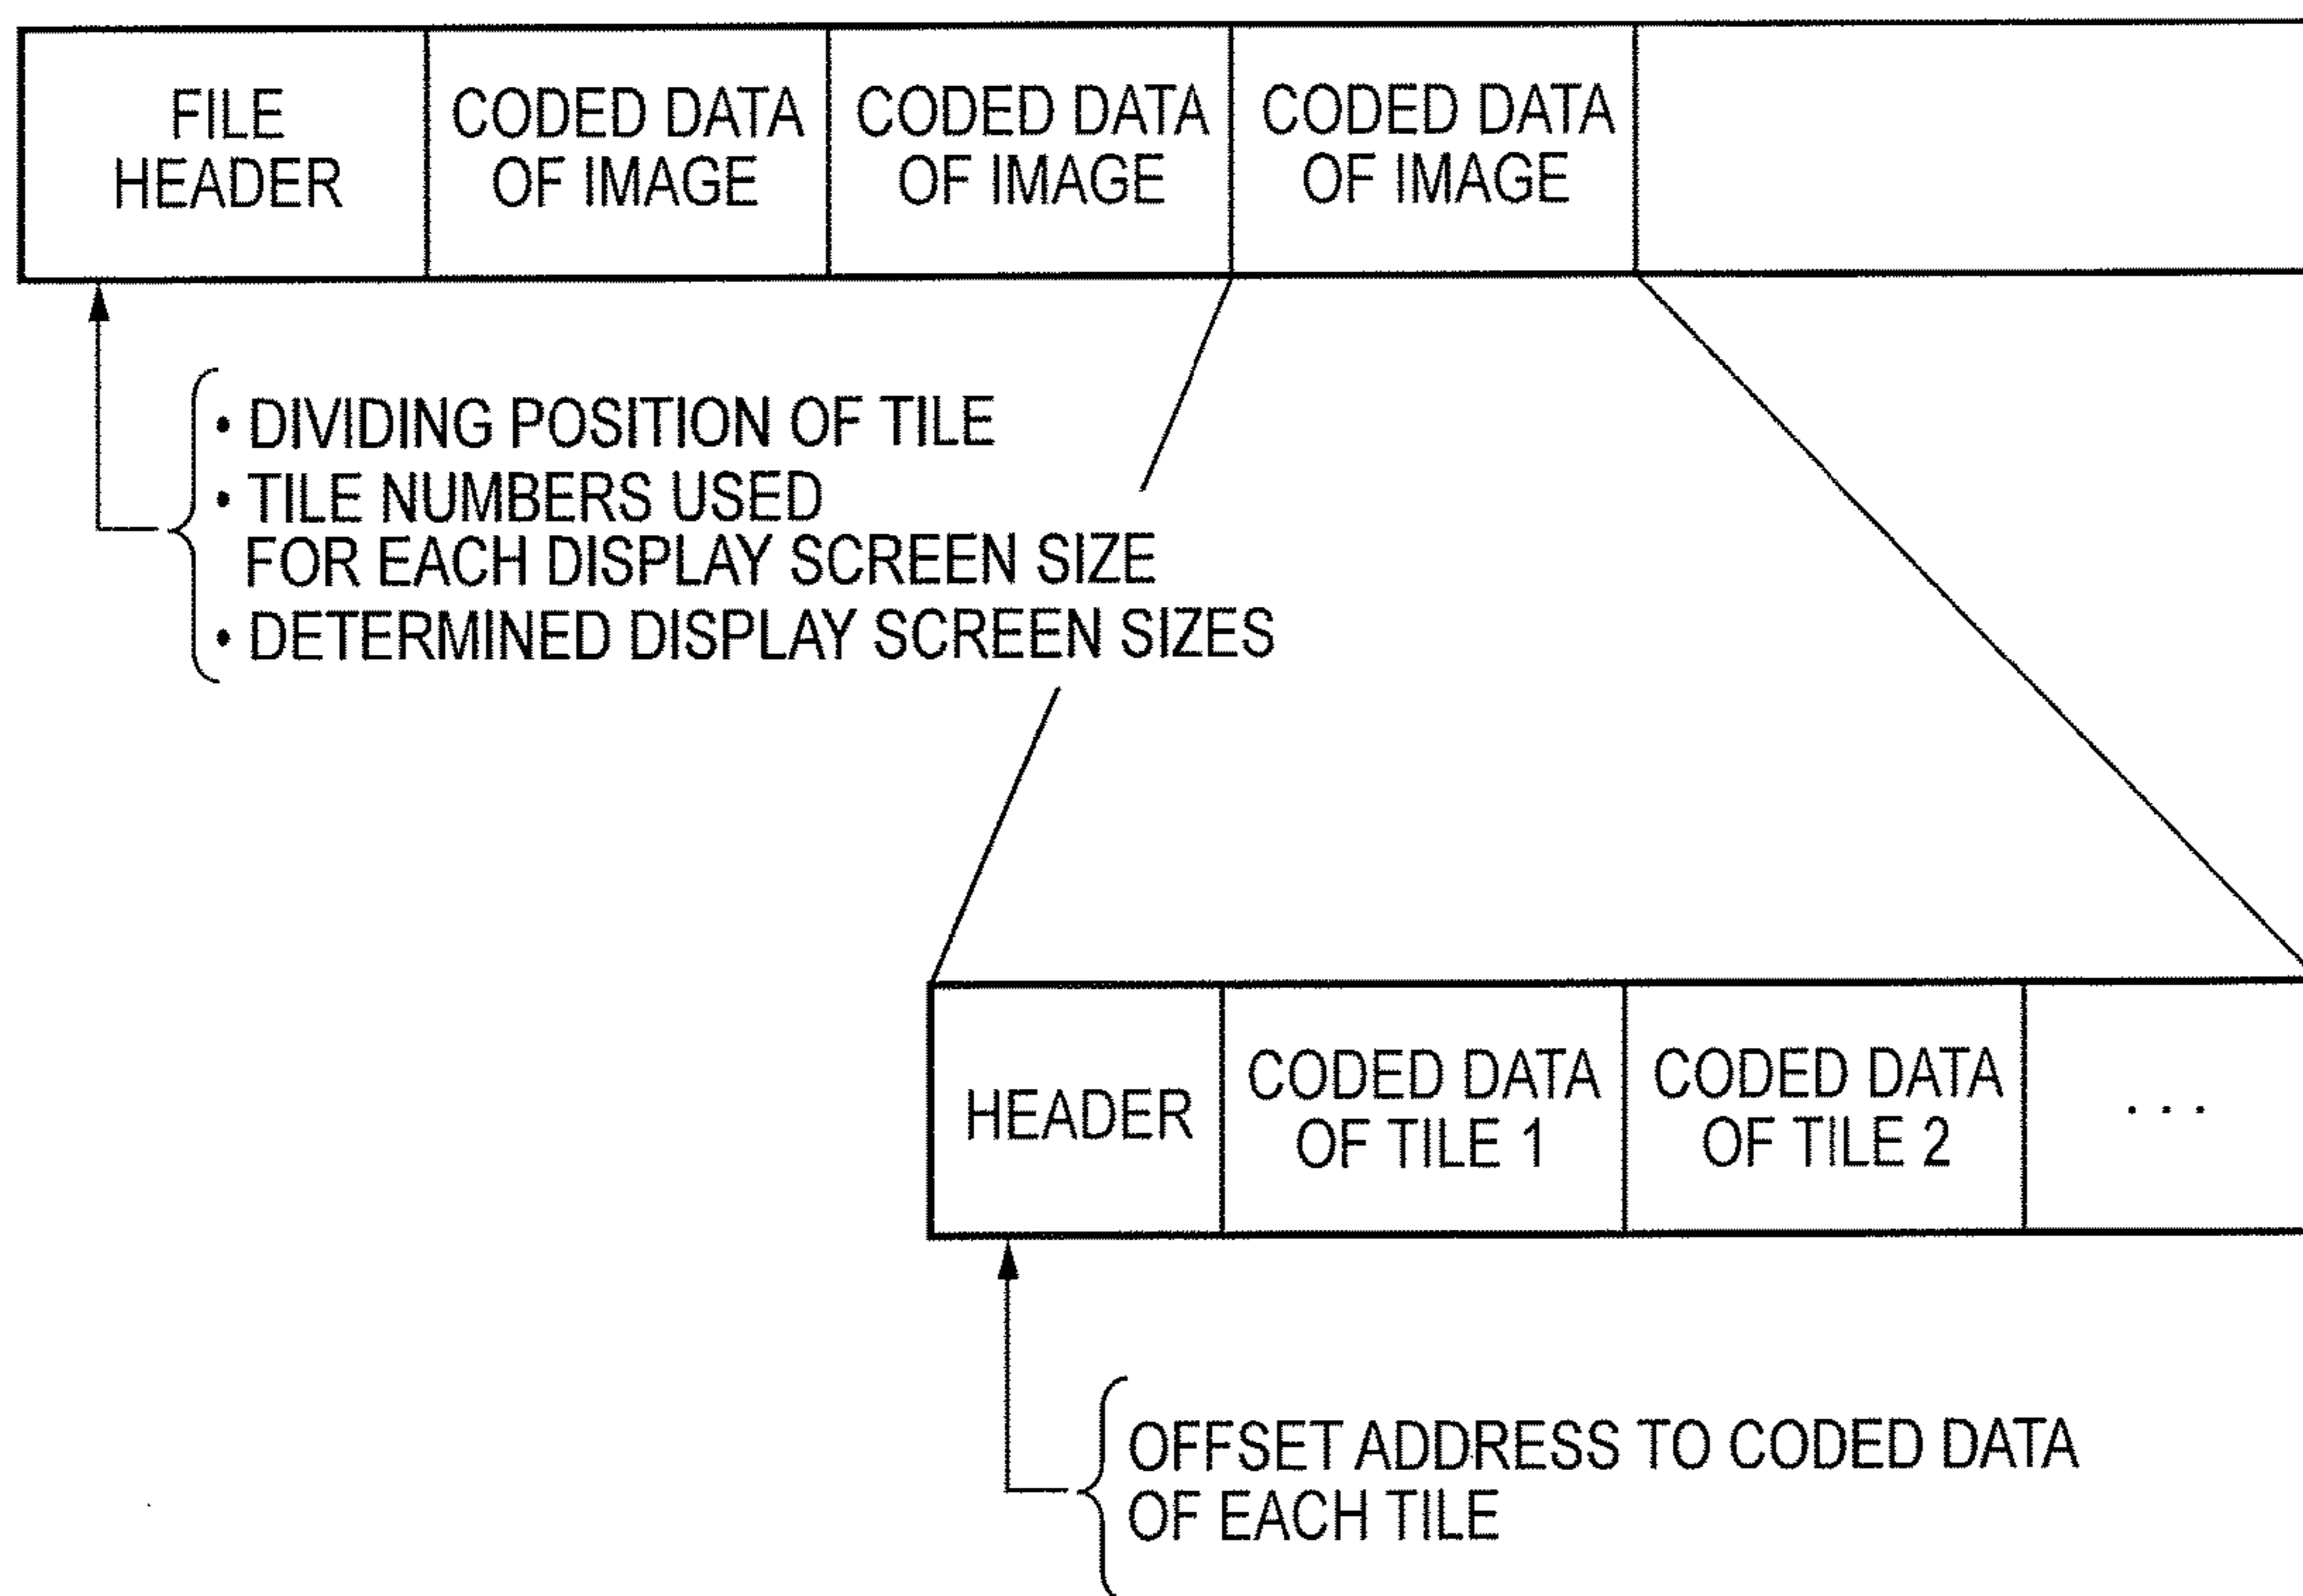 FILE
HEADER
CODED DATA
OF IMAGE
CODED DATA
OF IMAGE
CODED DATA
OF IMAGE
• DIVIDING POSITION OF TILE
• TILE NUMBERS USED
FOR EACH DISPLAY SCREEN SIZE
• DETERMINED DISPLAY SCREEN SIZES
HEADER
CODED DATA
OF TILE 1
CODED DATA
OF TILE 2
. . .
OFFSET ADDRESS TO CODED DATA
OF EACH TILE